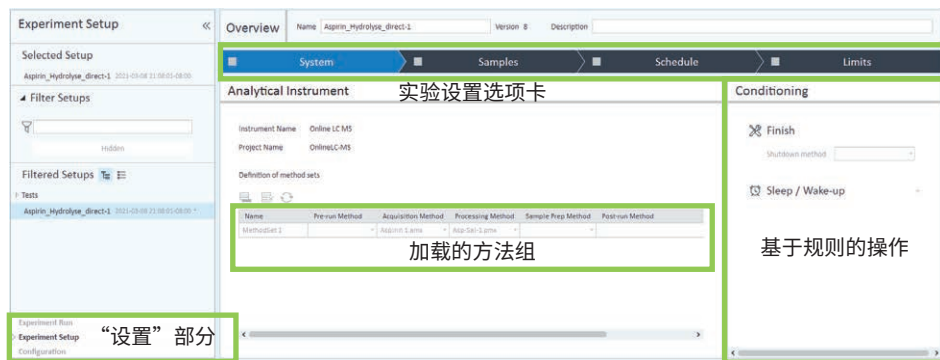 Experiment Setup
Selected Setup
Aspirin_Hydrolyse_direct-1 2021-03-08 21:08:01-08:00
Filter Setups
Hidden
Filtered Setups
Tests
Aspirin_Hydrolyse_direct-1 2021-03-08 21:08:01-08:00 *
Experiment Run
Experiment Setup
Configuration
“设置”部分
Overview
Name Aspirin_Hydrolyse_direct-1 Version 8 Description
System Samples Schedule Limits
实验设置选项卡
Analytical Instrument
Instrument Name Online LC MS
Project Name OnlineLC-MS
Definition of method sets
Name Pre-run Method Acquisition Method Processing Method Sample Prep Method Post-run Method
MethodSet 1
加载的方法组
Conditioning
Finish
Shutdown method
Sleep / Wake-up
基于规则的操作